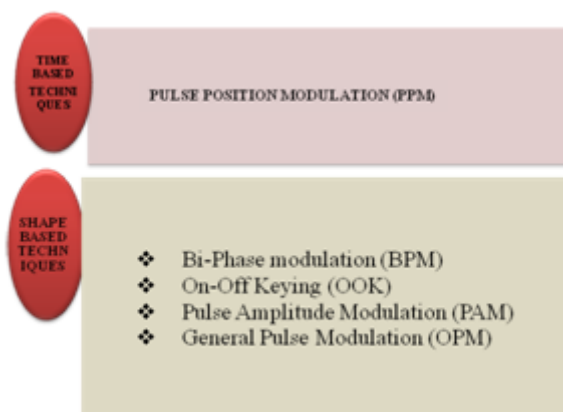 TIME
BASED
TECHNI
QUES
PULSE POSITION MODULATION (PPM)
SHAPE
BASED
TECHN
IQUES
❖ Bi-Phase modulation (BPM)
❖ On-Off Keying (OOK)
❖ Pulse Amplitude Modulation (PAM)
❖ General Pulse Modulation (OPM)